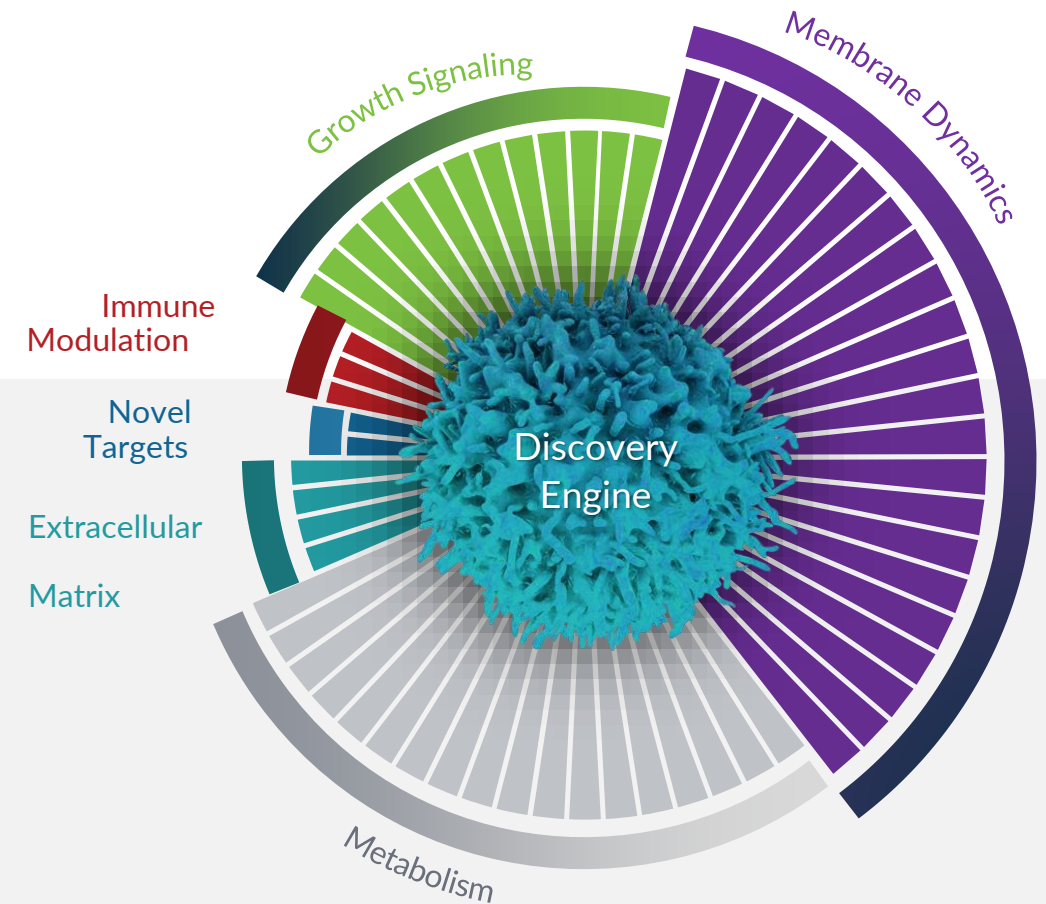 Membrane Dynamics
Growth Signaling
Immune
Modulation
Novel
Targets
Discovery
Engine
Extracellular
Matrix
Metabolism